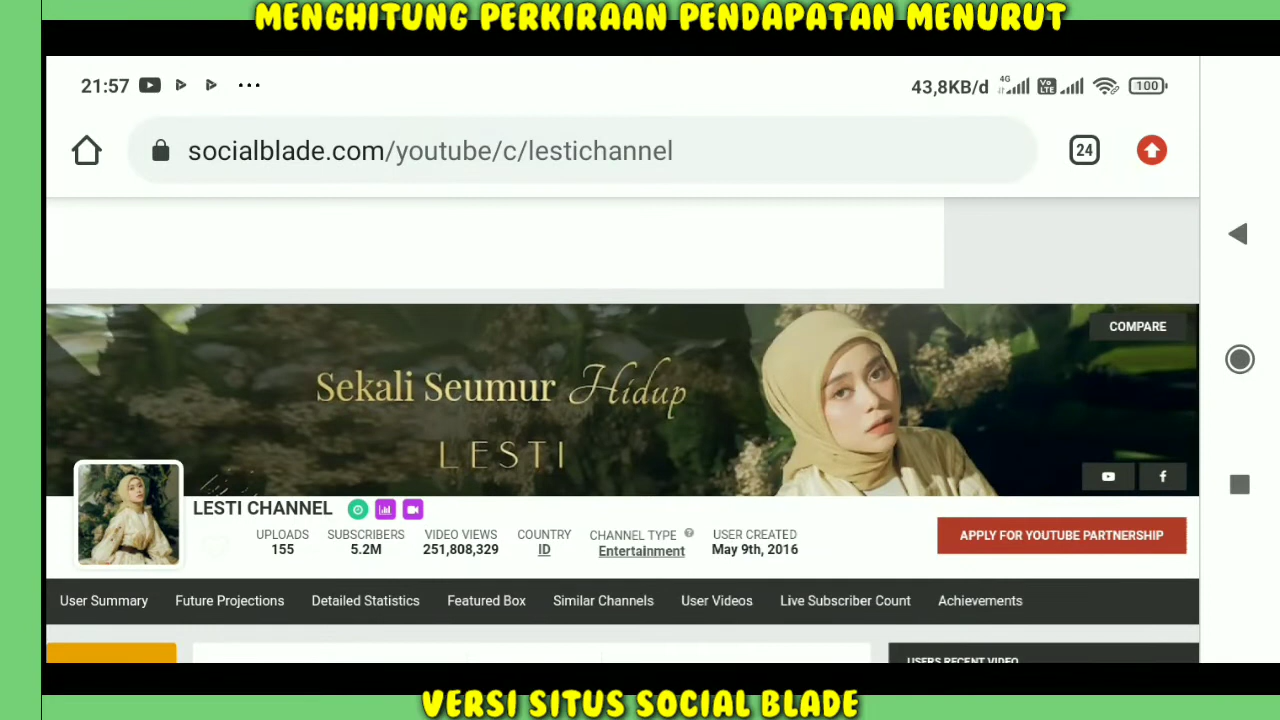 MENGHITUNG PERKIRAAN PENDAPATAN MENURUT
21:57
43,8KB/d 4G Vo LTE 100
socialblade.com/youtube/c/lestichannel
24
COMPARE
Sekali Seumur Hidup
LESTI
LESTI CHANNEL
UPLOADS SUBSCRIBERS VIDEO VIEWS COUNTRY CHANNEL TYPE USER CREATED
155 5.2M 251,808,329 ID Entertainment May 9th, 2016
APPLY FOR YOUTUBE PARTNERSHIP
User Summary Future Projections Detailed Statistics Featured Box Similar Channels User Videos Live Subscriber Count Achievements
USERS RECENT VIDEO
VERSI SITUS SOCIAL BLADE